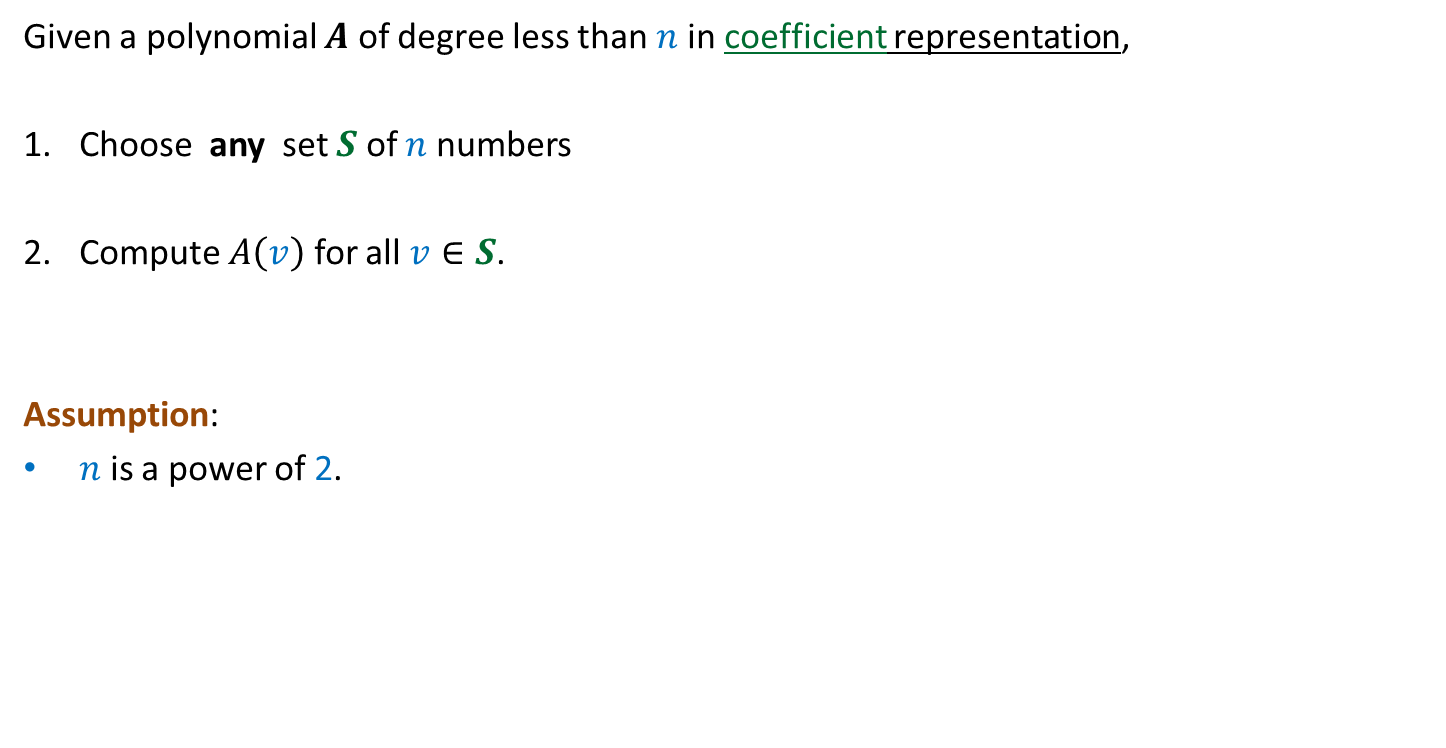 Given a polynomial A of degree less than n in coefficient representation,
1. Choose any set S of n numbers
2. Compute A(v) for all v ∈ S.
Assumption:
• n is a power of 2.